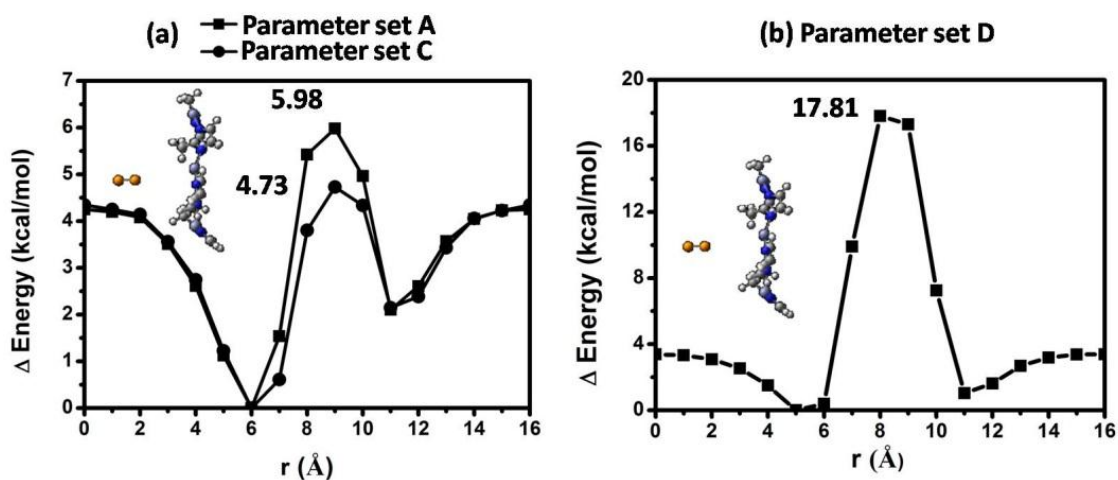 (a)
Parameter set A
Parameter set C
Δ Energy (kcal/mol)
7
6
5
4
3
2
1
0
5.98
4.73
0 2 4 6 8 10 12 14 16
r (Å)
(b) Parameter set D
Δ Energy (kcal/mol)
20
16
12
8
4
0
17.81
0 2 4 6 8 10 12 14 16
r (Å)